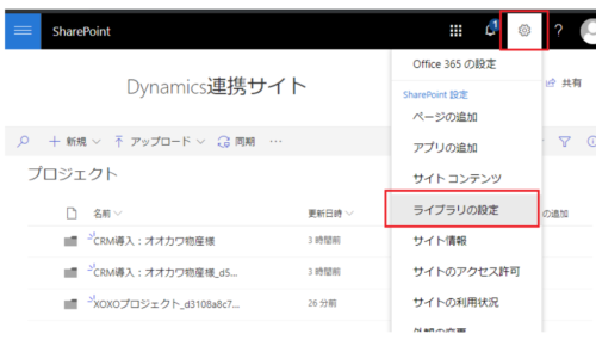 SharePoint
1
?
Office 365 の設定
Dynamics連携サイト
共有
SharePoint 設定
ページの追加
+ 新規 アップロード 同期 …
アプリの追加
プロジェクト
サイト コンテンツ
名前 更新日時 ライブラリの設定 の追加
CRM導入：オオカワ物産様 3 時間前 サイト情報
CRM導入：オオカワ物産様_d5... 3 時間前 サイトのアクセス許可
XOXOプロジェクト_d3108a8c7... 26 分前 サイトの利用状況